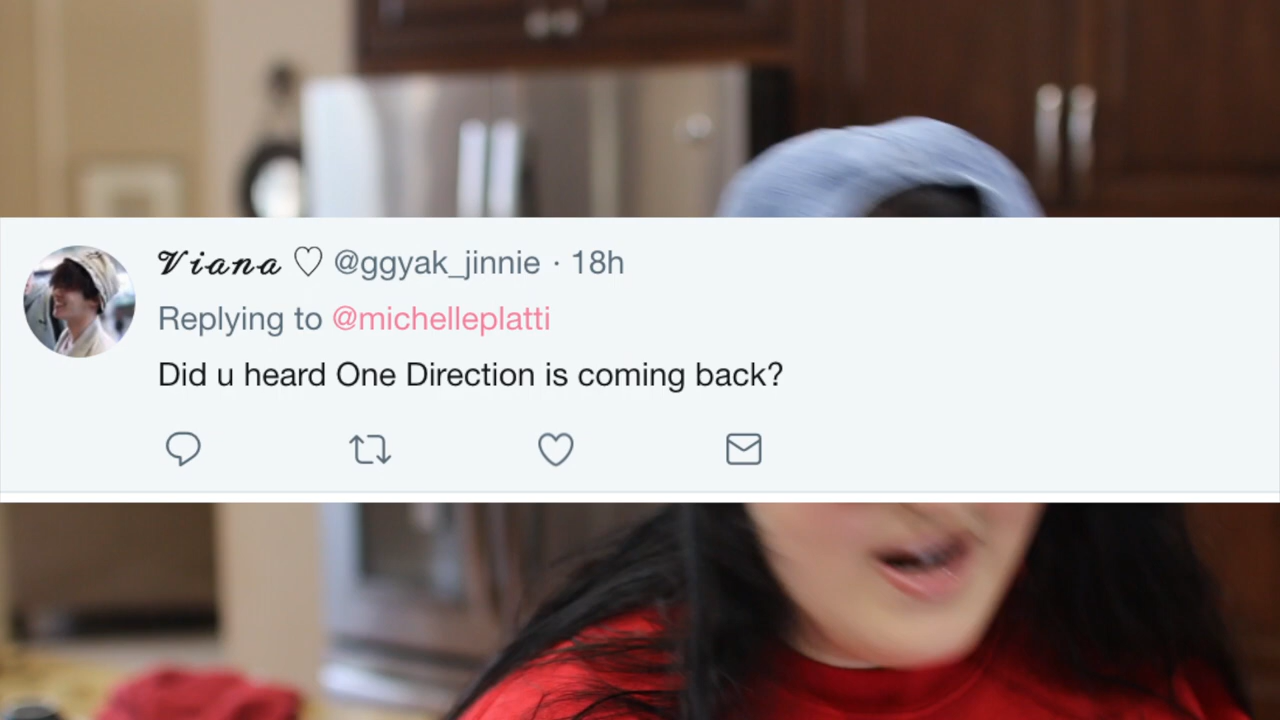 𝓥𝓲𝓪𝓷𝓪 ♡ @ggyak_jinnie · 18h
Replying to @michelleplatti
Did u heard One Direction is coming back?